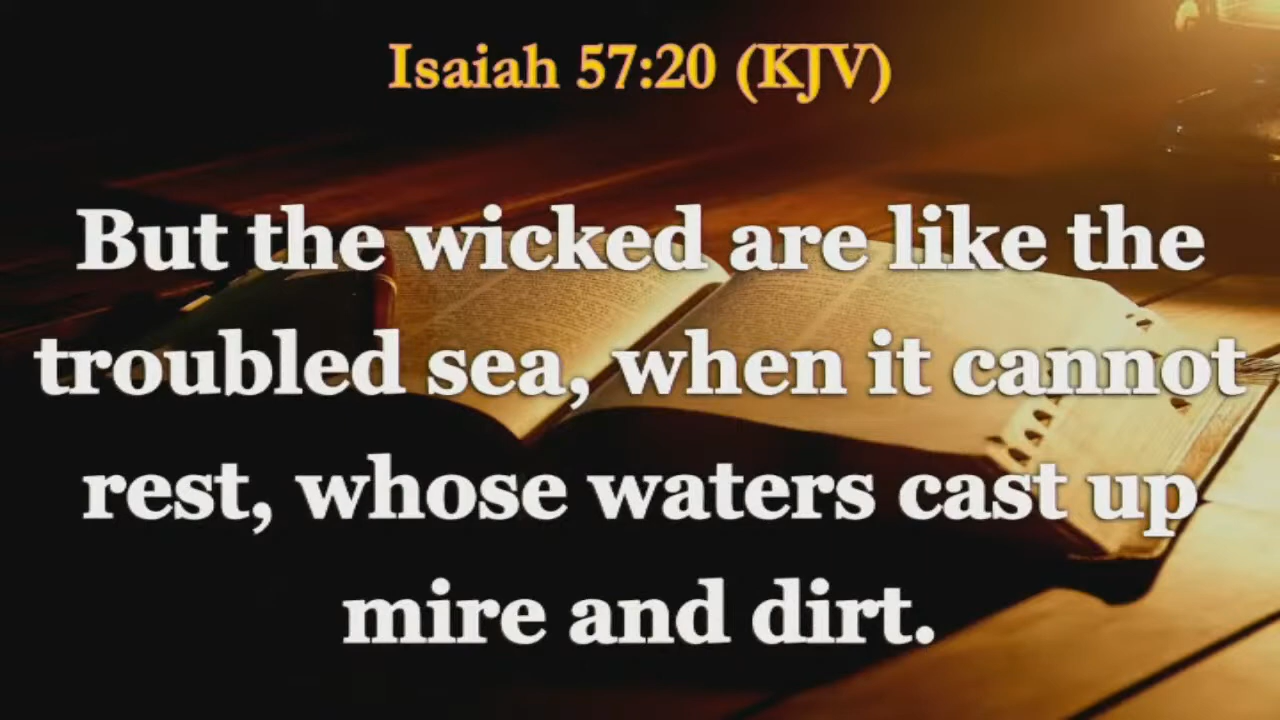 Isaiah 57:20 (KJV)
But the wicked are like the
troubled sea, when it cannot
rest, whose waters cast up
mire and dirt.